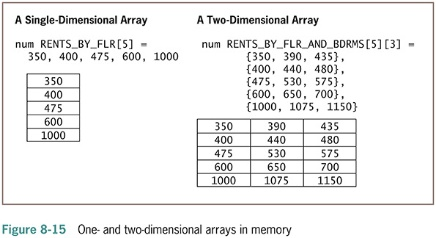 A Single-Dimensional Array
num RENTS_BY_FLR[5] =
350, 400, 475, 600, 1000
350
400
475
600
1000
A Two-Dimensional Array
num RENTS_BY_FLR_AND_BDRMS[5][3] =
{350, 390, 435},
{400, 440, 480},
{475, 530, 575},
{600, 650, 700},
{1000, 1075, 1150}
350 390 435
400 440 480
475 530 575
600 650 700
1000 1075 1150
Figure 8-15 One- and two-dimensional arrays in memory